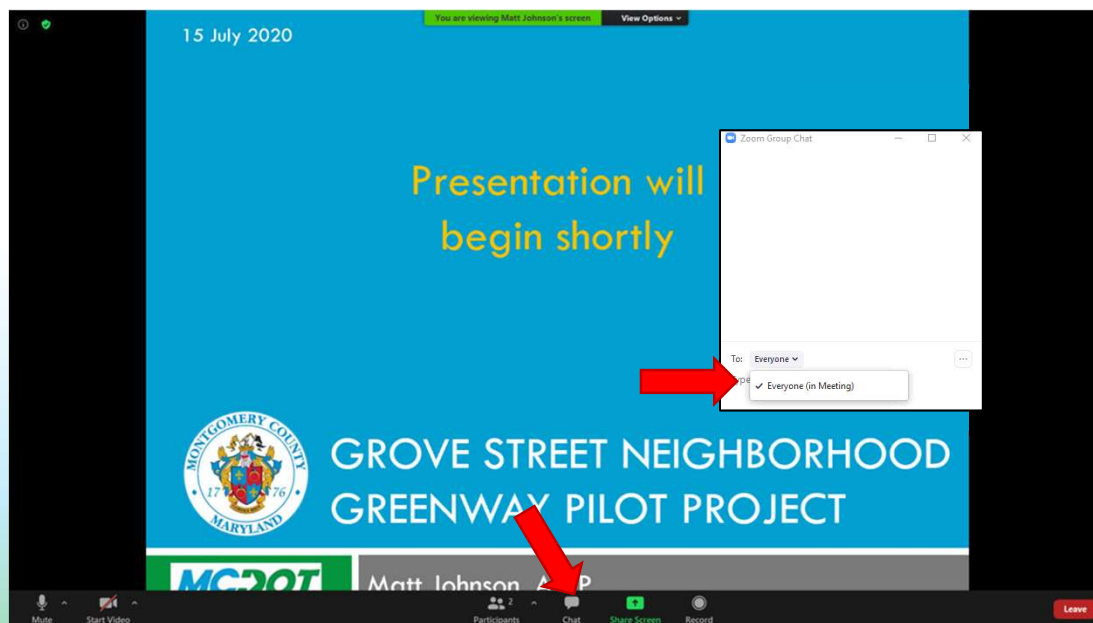 You are viewing Matt Johnson's screen
View Options
15 July 2020
Presentation will
begin shortly
Zoom Group Chat
To: Everyone
Everyone (in Meeting)
MONTGOMERY COUNTY
17 76
MARYLAND
GROVE STREET NEIGHBORHOOD
GREENWAY PILOT PROJECT
MCDOT
Matt Johnson,
Mute
Start Video
Participants
2
Chat
Share Screen
Record
Leave